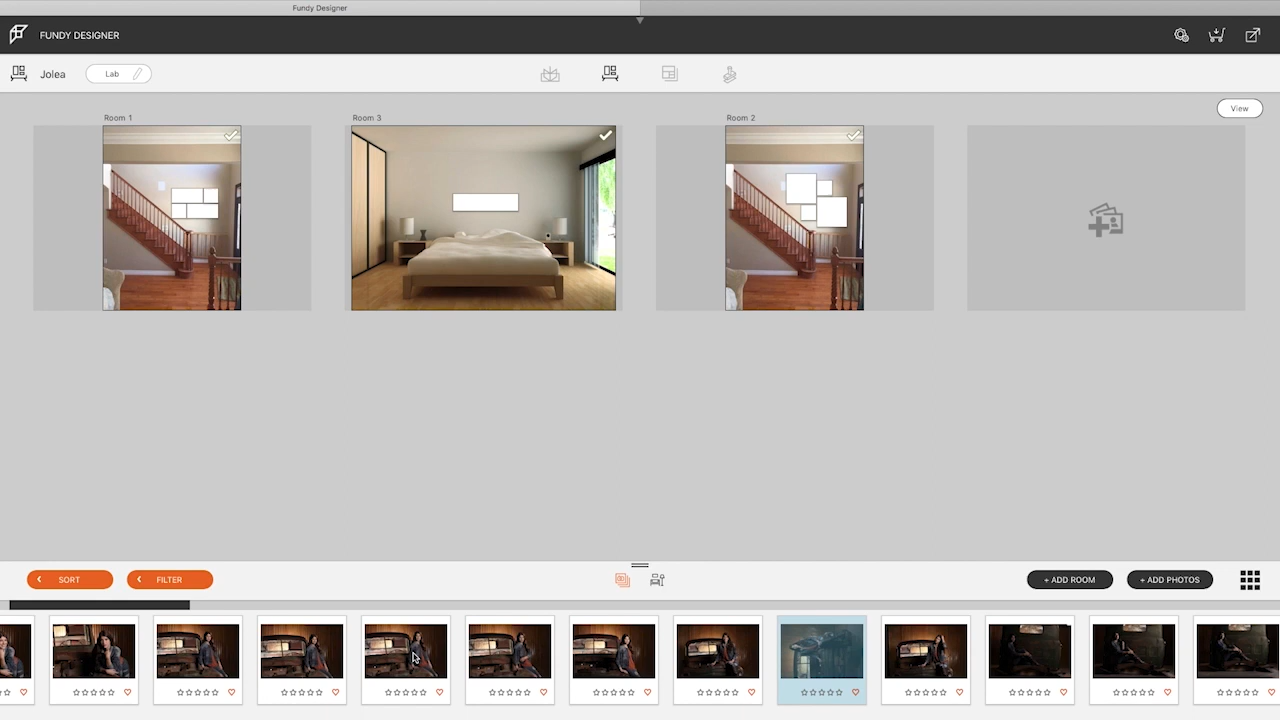 Fundy Designer
FUNDY DESIGNER
Jolea
Lab
View
Room 1
Room 3
Room 2
SORT
FILTER
+ ADD ROOM
+ ADD PHOTOS